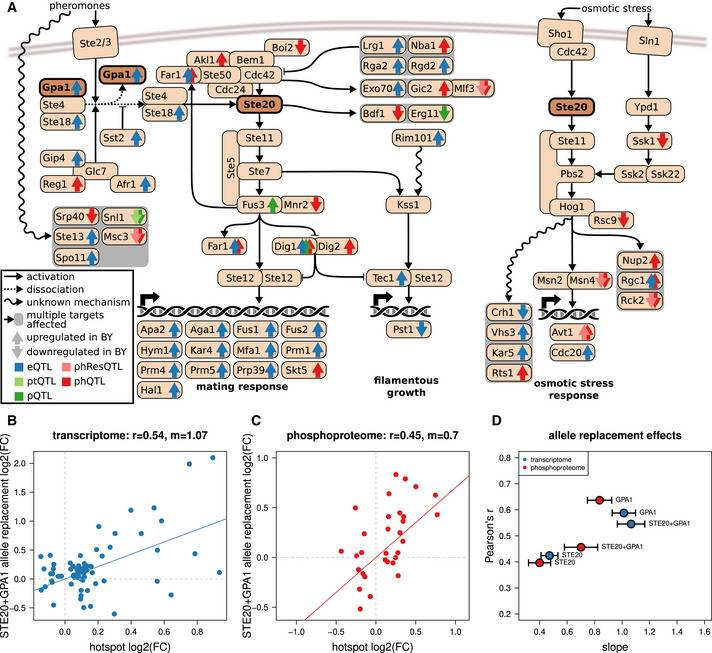 A
pheromones
Ste2/3
Gpa1
Gpa1
Ste4
Ste18
Sst2
Ste4
Ste18
Gip4
Glc7
Reg1
Afr1
Srp40
Snl1
Ste13
Msc3
Spo11
Akl1
Bem1
Boi2
Far1
Ste50
Cdc42
Cdc24
Ste20
Ste11
Ste5
Ste7
Fus3
Mnr2
Far1
Dig1
Dig2
Ste12
Ste12
Lrg1
Nba1
Rga2
Rgd2
Exo70
Gic2
Mlf3
Bdf1
Erg11
Rim101
Kss1
Tec1
Ste12
Pst1
osmotic stress
Sho1
Cdc42
Sln1
Ste20
Ypd1
Ste11
Ssk1
Pbs2
Ssk2
Ssk22
Hog1
Rsc9
Nup2
Rgc1
Rck2
Msn2
Msn4
Crh1
Vhs3
Kar5
Rts1
Avt1
Cdc20
activation
dissociation
unknown mechanism
multiple targets
affected
upregulated in BY
downregulated in BY
eQTL
phResQTL
ptQTL
phQTL
pQTL
Apa2
Aga1
Fus1
Fus2
Hym1
Kar4
Mfa1
Prm1
Prm4
Prm5
Prp39
Skt5
Hal1
mating response
filamentous
growth
osmotic stress
response
B
transcriptome: r=0.54, m=1.07
STE20+GPA1 allele replacement log2(FC)
2.0
1.5
1.0
0.5
0.0
−0.5
0.0
0.2
0.4
0.6
0.8
hotspot log2(FC)
C
phosphoproteome: r=0.45, m=0.7
STE20+GPA1 allele replacement log2(FC)
1.0
0.5
0.0
−0.5
−1.0
−0.5
0.0
0.5
1.0
hotspot log2(FC)
D
allele replacement effects
transcriptome
phosphoproteome
Pearson's r
0.8
0.7
0.6
0.5
0.4
0.3
0.2
GPA1
GPA1
STE20+GPA1
STE20+GPA1
STE20
STE20
0.4
0.6
0.8
1.0
1.2
1.4
1.6
slope